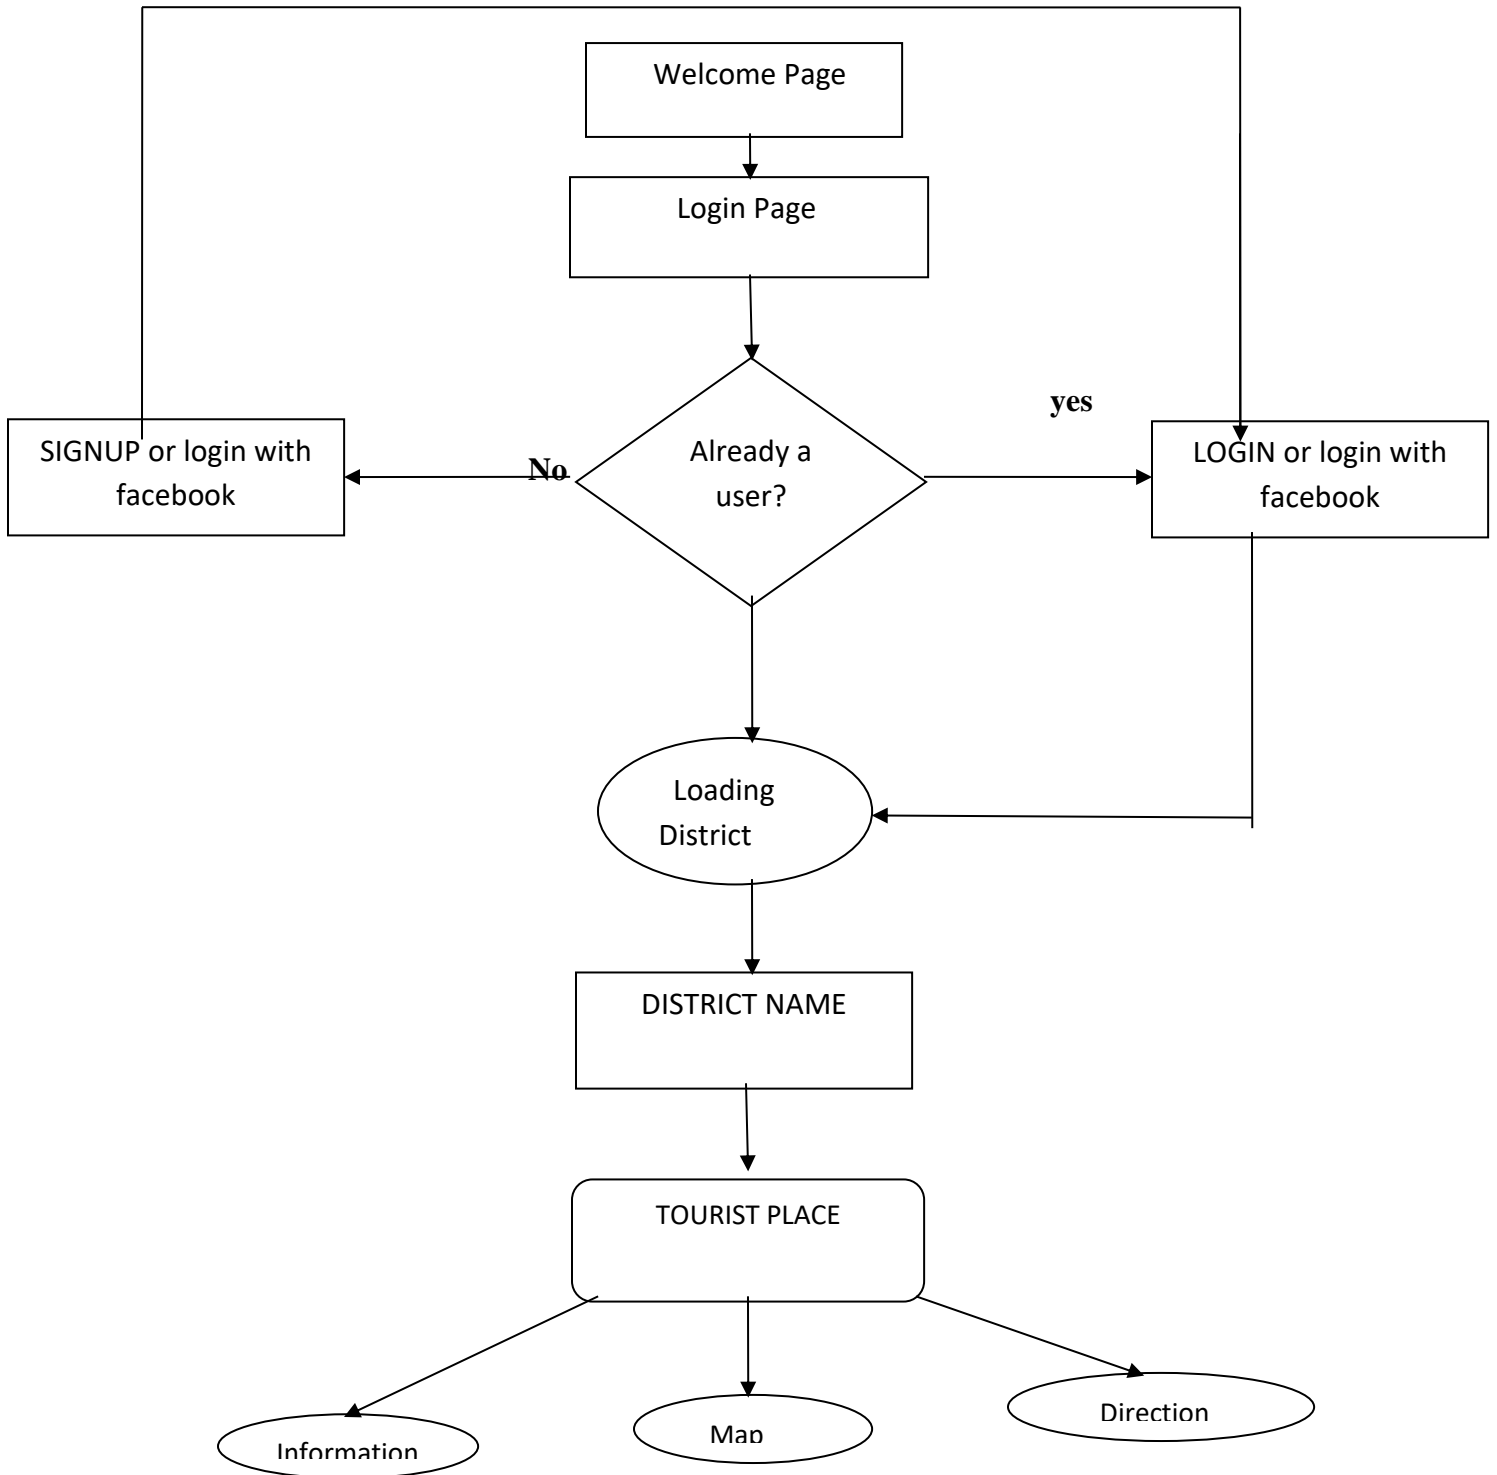 Welcome Page
Login Page
yes
SIGNUP or login with
facebook
No
Already a
user?
LOGIN or login with
facebook
Loading
District
DISTRICT NAME
TOURIST PLACE
Information
Map
Direction